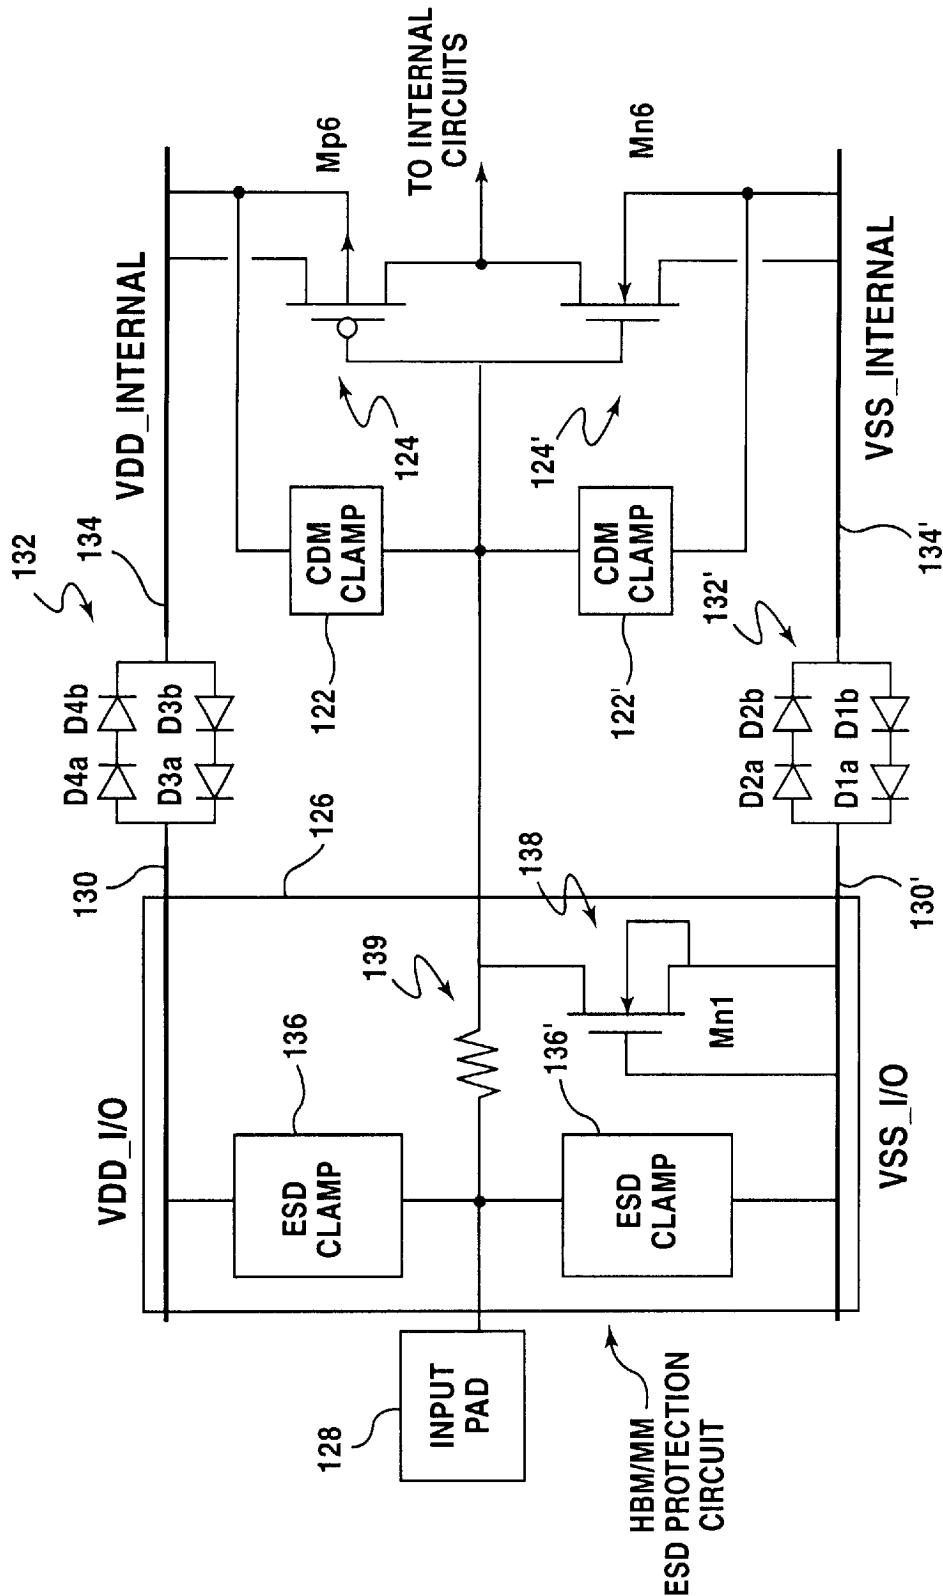 VDD_I/O
130
132
134
VDD_INTERNAL
D4a
D4b
D3a
D3b
126
136
ESD
CLAMP
139
122
CDM
CLAMP
124
Mp6
128
INPUT
PAD
TO INTERNAL
CIRCUITS
136'
ESD
CLAMP
138
Mn1
122'
CDM
CLAMP
124'
Mn6
HBM/MM
ESD PROTECTION
CIRCUIT
VSS_I/O
130'
132'
D2a
D2b
D1a
D1b
134'
VSS_INTERNAL